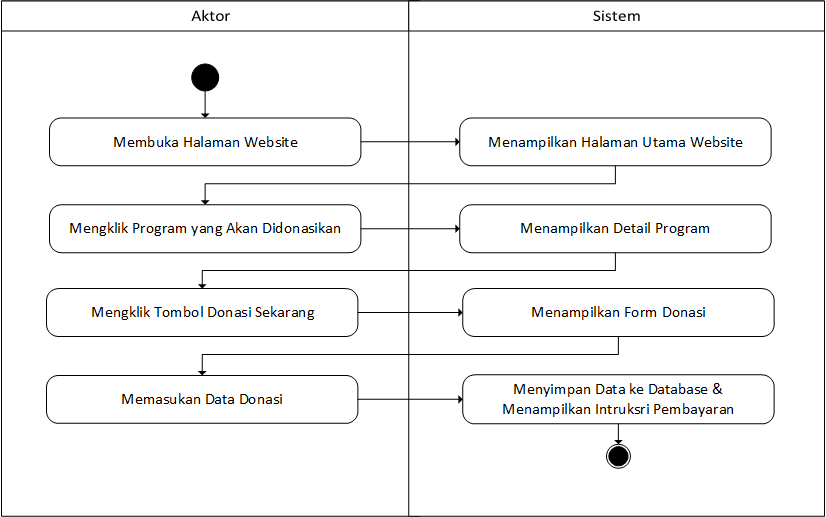 Aktor
Sistem
Membuka Halaman Website
Menampilkan Halaman Utama Website
Mengklik Program yang Akan Didonasikan
Menampilkan Detail Program
Mengklik Tombol Donasi Sekarang
Menampilkan Form Donasi
Memasukan Data Donasi
Menyimpan Data ke Database &
Menampilkan Intruksri Pembayaran